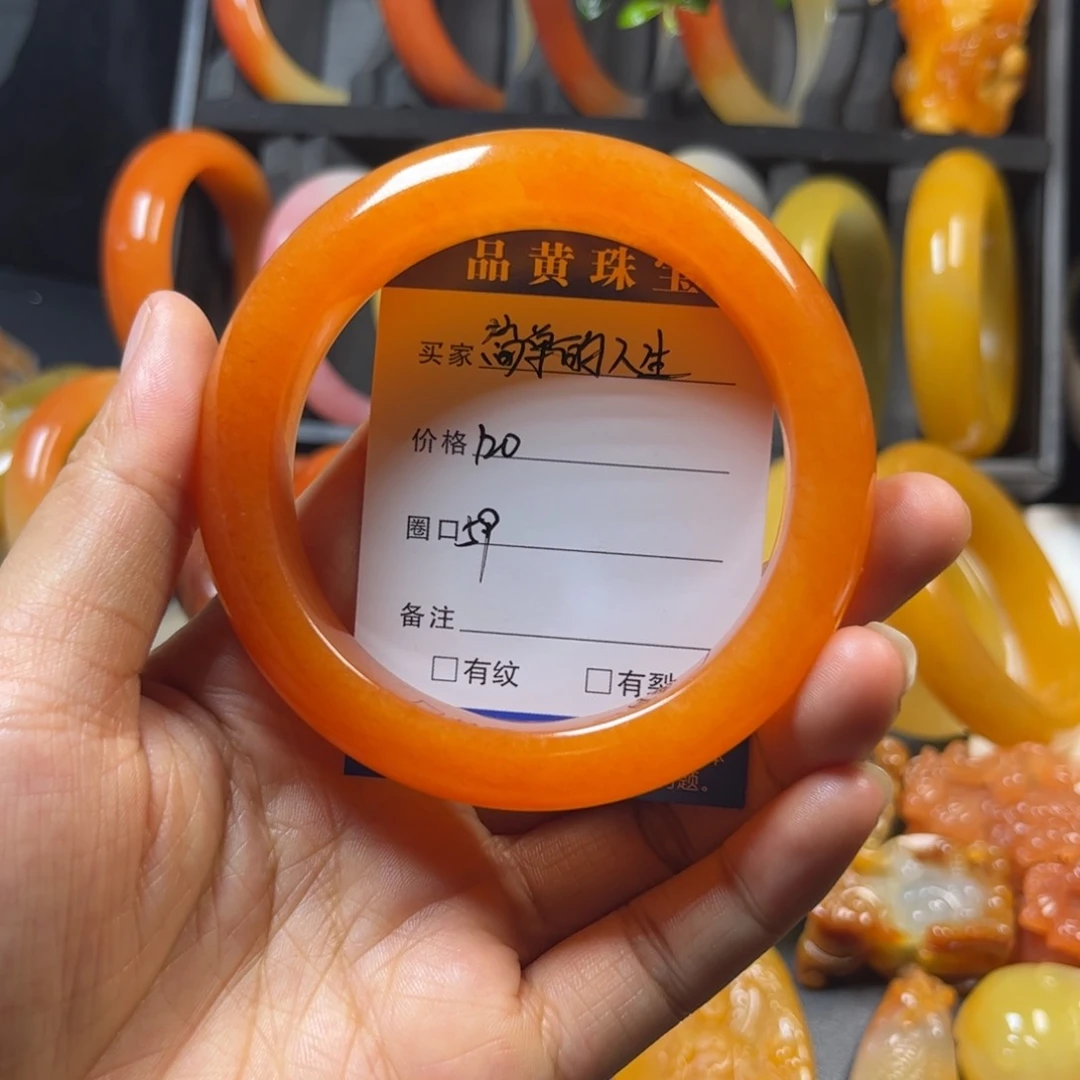 品黄珠宝
买家 简单的人生
价格 120
圈口 59
备注
□有纹 □有裂
题。